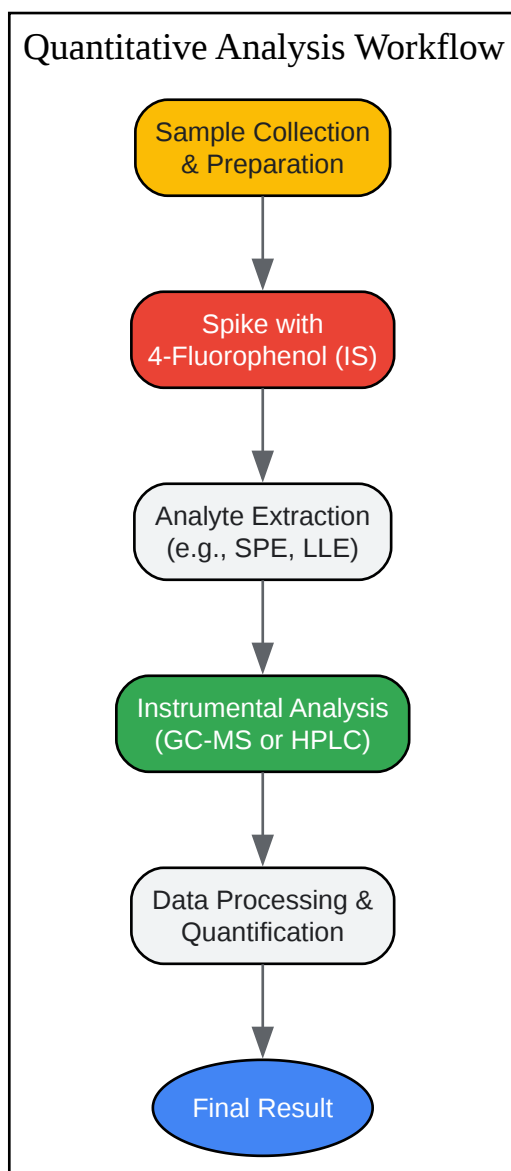 Quantitative Analysis Workflow
Sample Collection
& Preparation
Spike with
4-Fluorophenol (IS)
Analyte Extraction
(e.g., SPE, LLE)
Instrumental Analysis
(GC-MS or HPLC)
Data Processing &
Quantification
Final Result